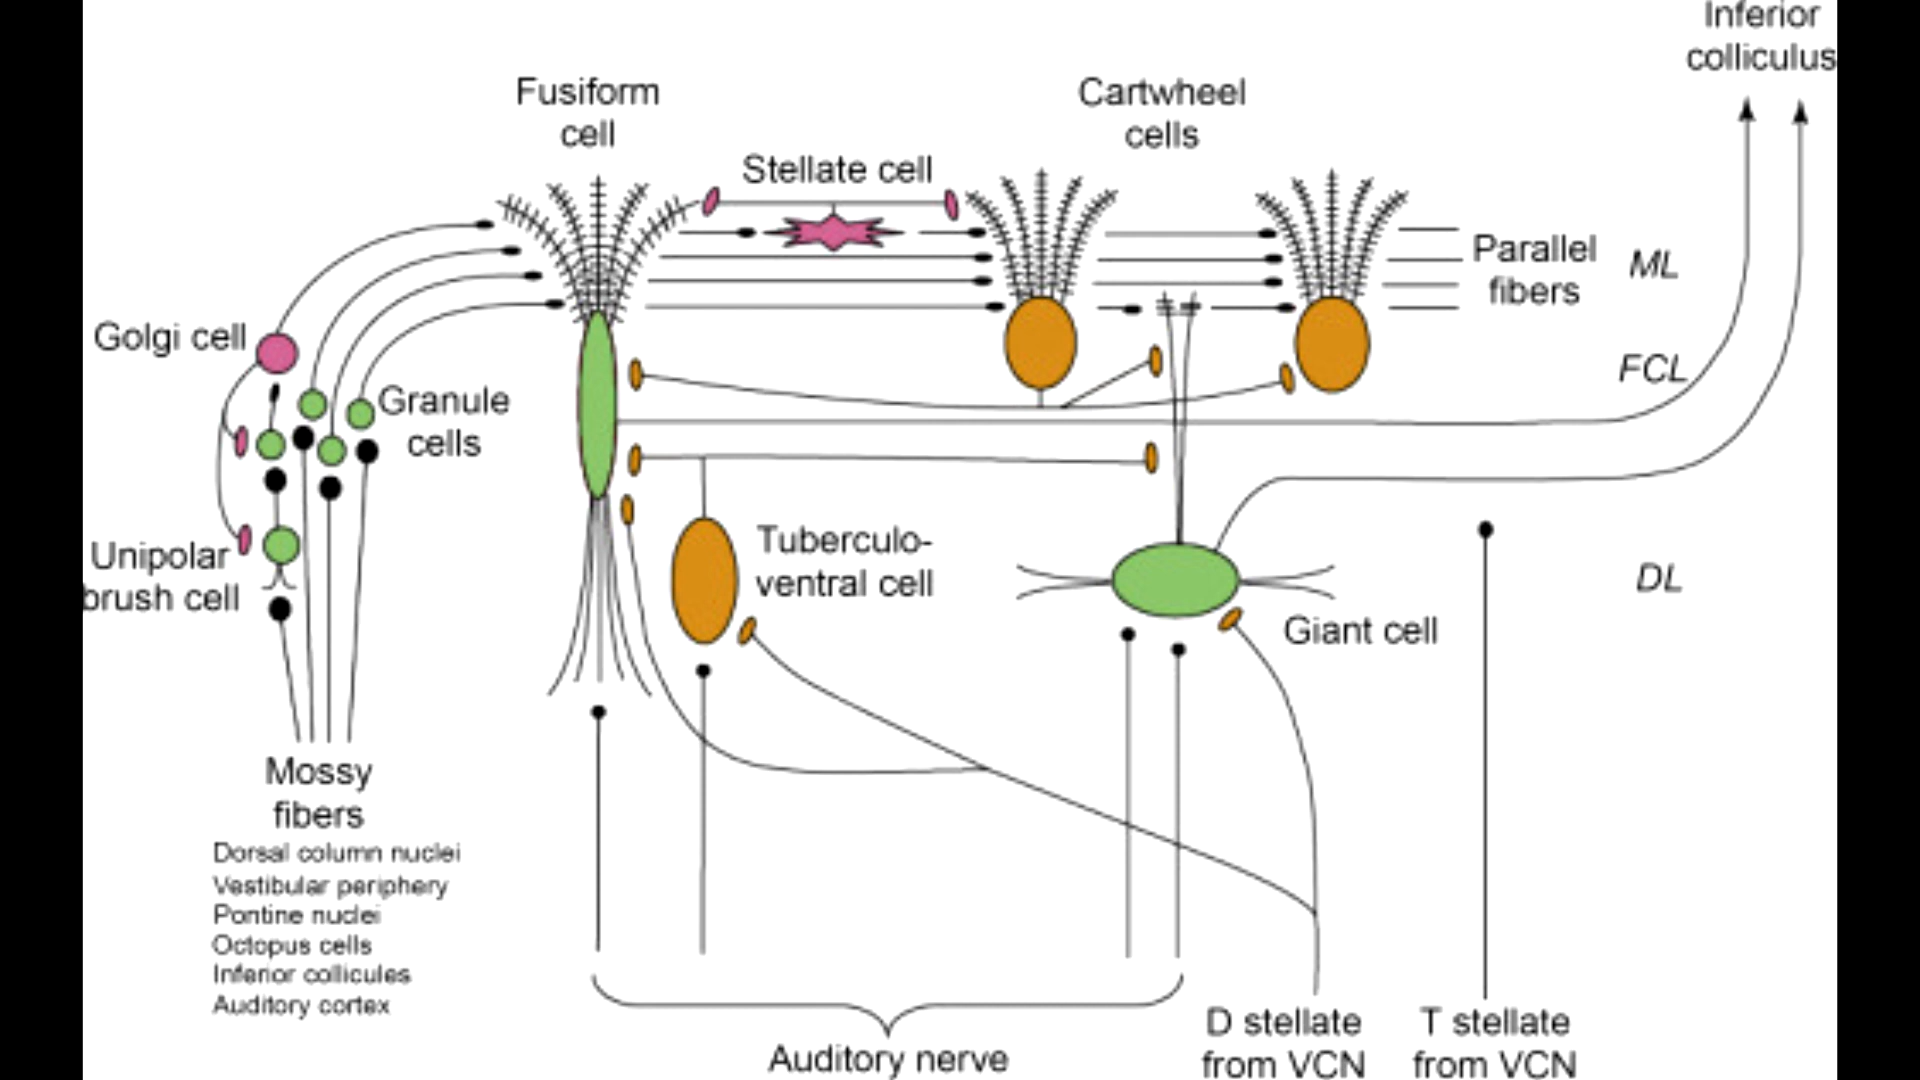 Inferior
colliculus
Fusiform
cell
Cartwheel
cells
Stellate cell
Parallel
fibers
ML
Golgi cell
FCL
Granule
cells
Unipolar
brush cell
Tuberculo-
ventral cell
DL
Giant cell
Mossy
fibers
Dorsal column nuclei
Vestibular periphery
Pontine nuclei
Octopus cells
Inferior collicules
Auditory cortex
Auditory nerve
D stellate
from VCN
T stellate
from VCN